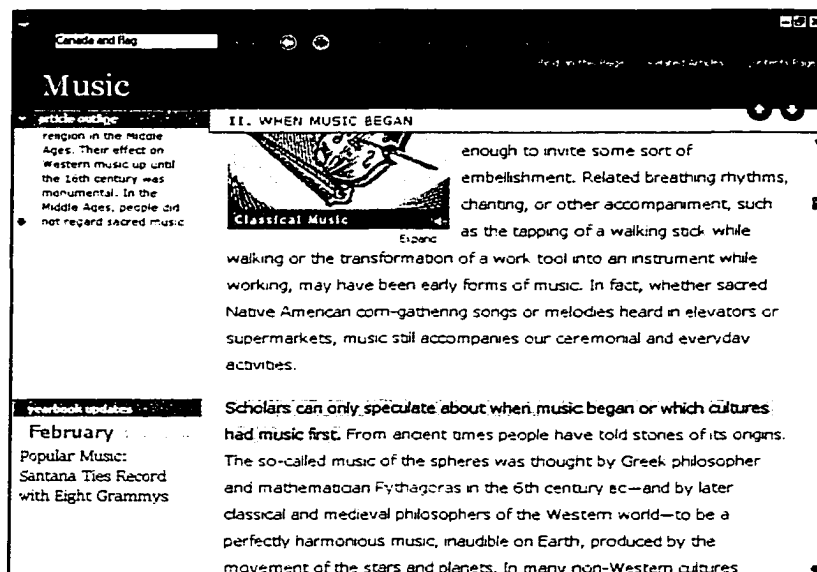 Canada and Flag
Find on this Page Related Articles Contents Page
Music
article outline
religion in the Middle
Ages. Their effect on
Western music up until
the 16th century was
monumental. In the
Middle Ages, people did
not regard sacred music
II. WHEN MUSIC BEGAN
Classical Music
Expand
enough to invite some sort of
embellishment. Related breathing rhythms,
chanting, or other accompaniment, such
as the tapping of a walking stick while
walking or the transformation of a work tool into an instrument while
working, may have been early forms of music. In fact, whether sacred
Native American corn-gathering songs or melodies heard in elevators or
supermarkets, music still accompanies our ceremonial and everyday
activities.
yearbook updates
February
Popular Music:
Santana Ties Record
with Eight Grammys
Scholars can only speculate about when music began or which cultures
had music first. From ancient times people have told stories of its origins.
The so-called music of the spheres was thought by Greek philosopher
and mathematician Pythagoras in the 6th century BC—and by later
classical and medieval philosophers of the Western world—to be a
perfectly harmonious music, inaudible on Earth, produced by the
movement of the stars and planets. In many non-Western cultures